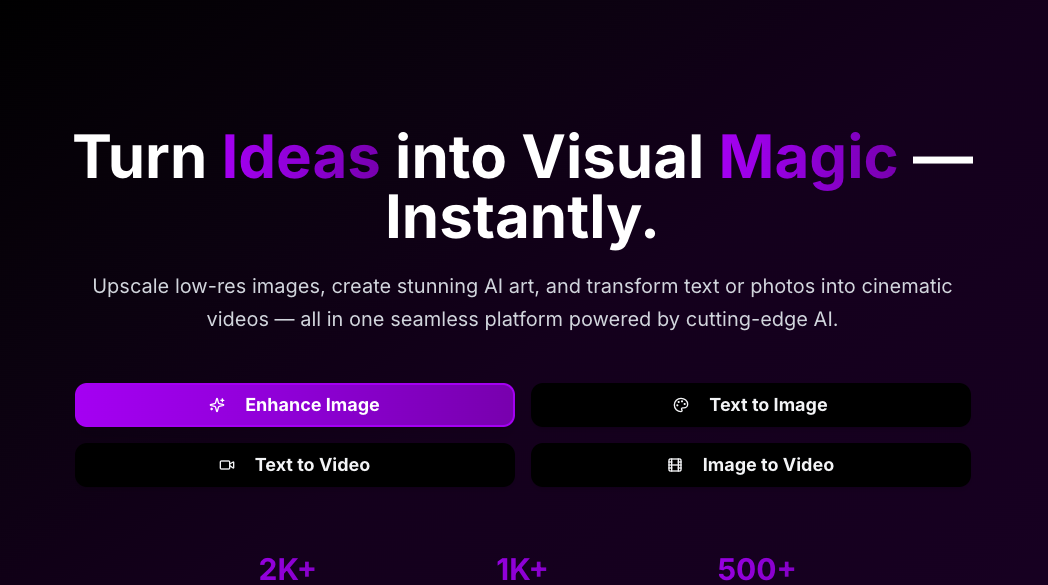 Turn Ideas into Visual Magic —
Instantly.
Upscale low-res images, create stunning AI art, and transform text or photos into cinematic
videos — all in one seamless platform powered by cutting-edge AI.
Enhance Image
Text to Image
Text to Video
Image to Video
2K+
1K+
500+